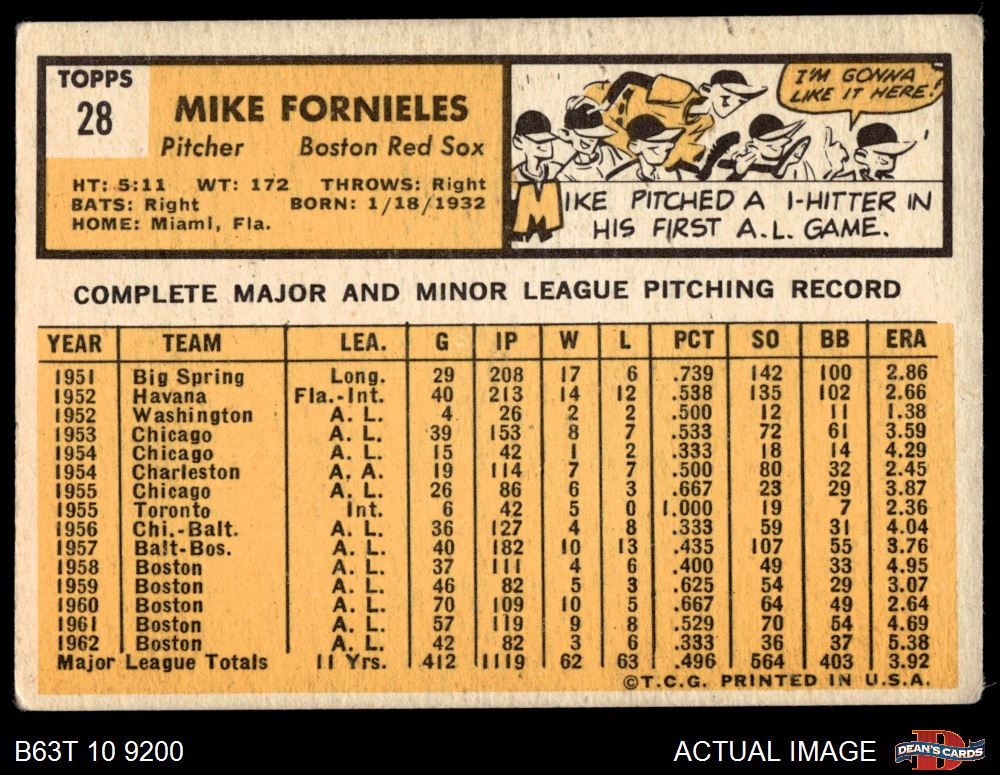 TOPPS
28
MIKE FORNIELES
Pitcher Boston Red Sox
HT: 5:11 WT: 172 THROWS: Right
BATS: Right BORN: 1/18/1932
HOME: Miami, Fla.
I'M GONNA
LIKE IT HERE!
MIKE PITCHED A 1-HITTER IN
HIS FIRST A.L. GAME.
COMPLETE MAJOR AND MINOR LEAGUE PITCHING RECORD
YEAR TEAM LEA. G IP W L PCT SO BB ERA
1951 Big Spring Long. 29 208 17 6 .739 142 100 2.86
1952 Havana Fla.-Int. 40 213 14 12 .538 135 102 2.66
1952 Washington A. L. 4 26 2 2 .500 12 11 1.38
1953 Chicago A. L. 39 153 8 7 .533 72 61 3.59
1954 Chicago A. L. 15 42 1 2 .333 18 14 4.29
1954 Charleston A. A. 19 114 7 7 .500 80 32 2.45
1955 Chicago A. L. 26 86 6 3 .667 23 29 3.87
1955 Toronto Int. 6 42 5 0 1.000 19 7 2.36
1956 Chi.-Balt. A. L. 36 127 4 8 .333 59 31 4.04
1957 Balt-Bos. A. L. 40 182 10 13 .435 107 55 3.76
1958 Boston A. L. 37 111 4 6 .400 49 33 4.95
1959 Boston A. L. 46 82 5 3 .625 54 29 3.07
1960 Boston A. L. 70 109 10 5 .667 64 49 2.64
1961 Boston A. L. 57 119 9 8 .529 70 54 4.69
1962 Boston A. L. 42 82 3 6 .333 36 37 5.38
Major League Totals 11 Yrs. 412 1119 62 63 .496 564 403 3.92
©T.C.G. PRINTED IN U.S.A.
B63T 10 9200 ACTUAL IMAGE DEAN'S CARDS